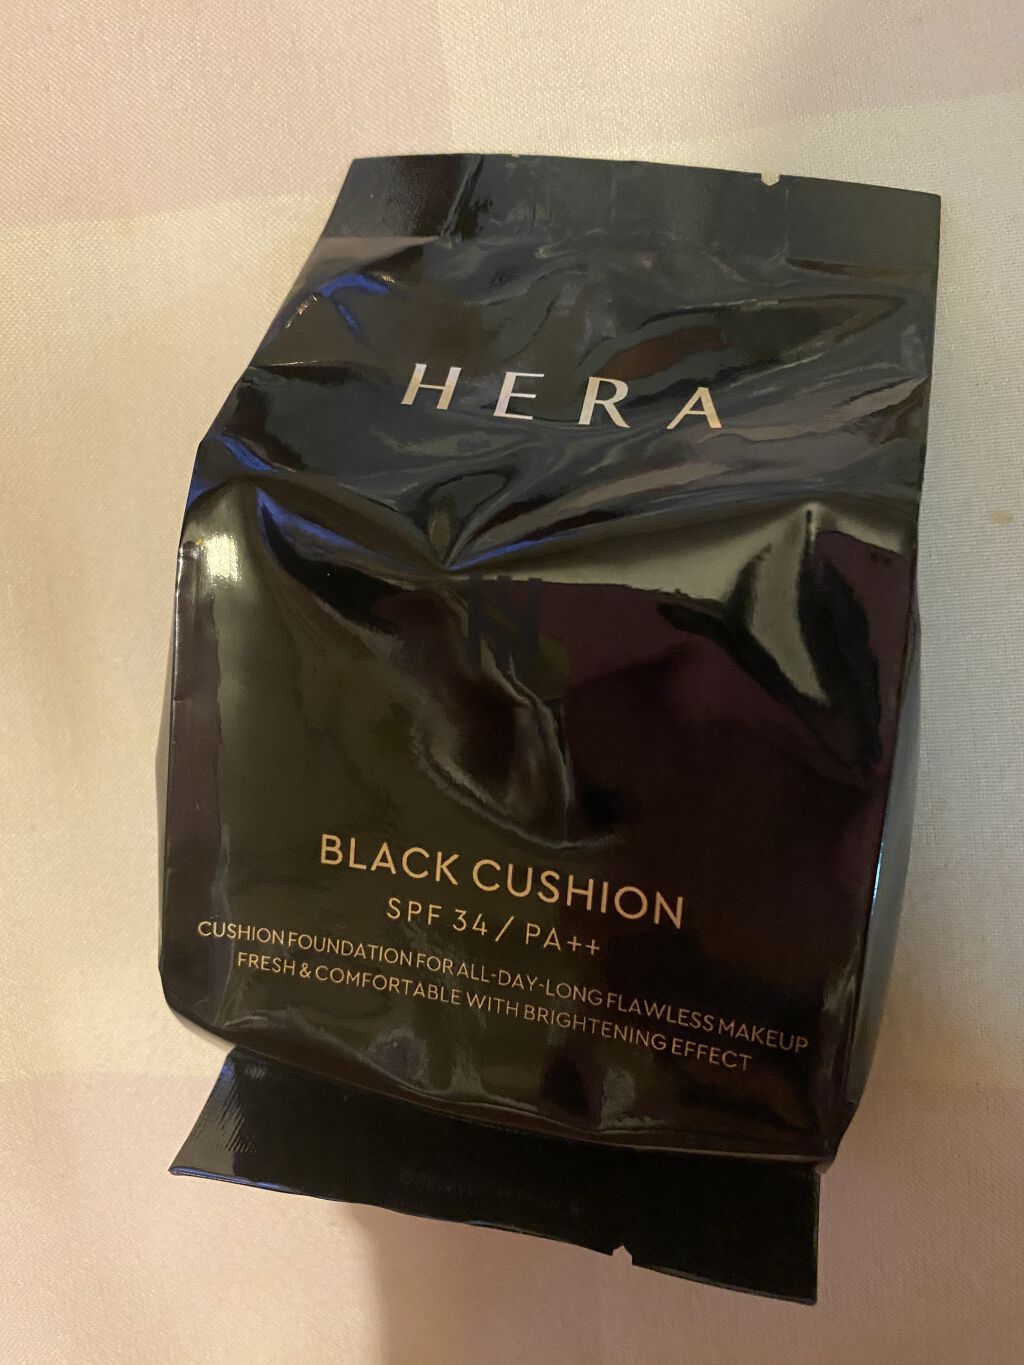 HERA
BLACK CUSHION
SPF 34 / PA++
CUSHION FOUNDATION FOR ALL-DAY-LONG FLAWLESS MAKEUP
FRESH & COMFORTABLE WITH BRIGHTENING EFFECT